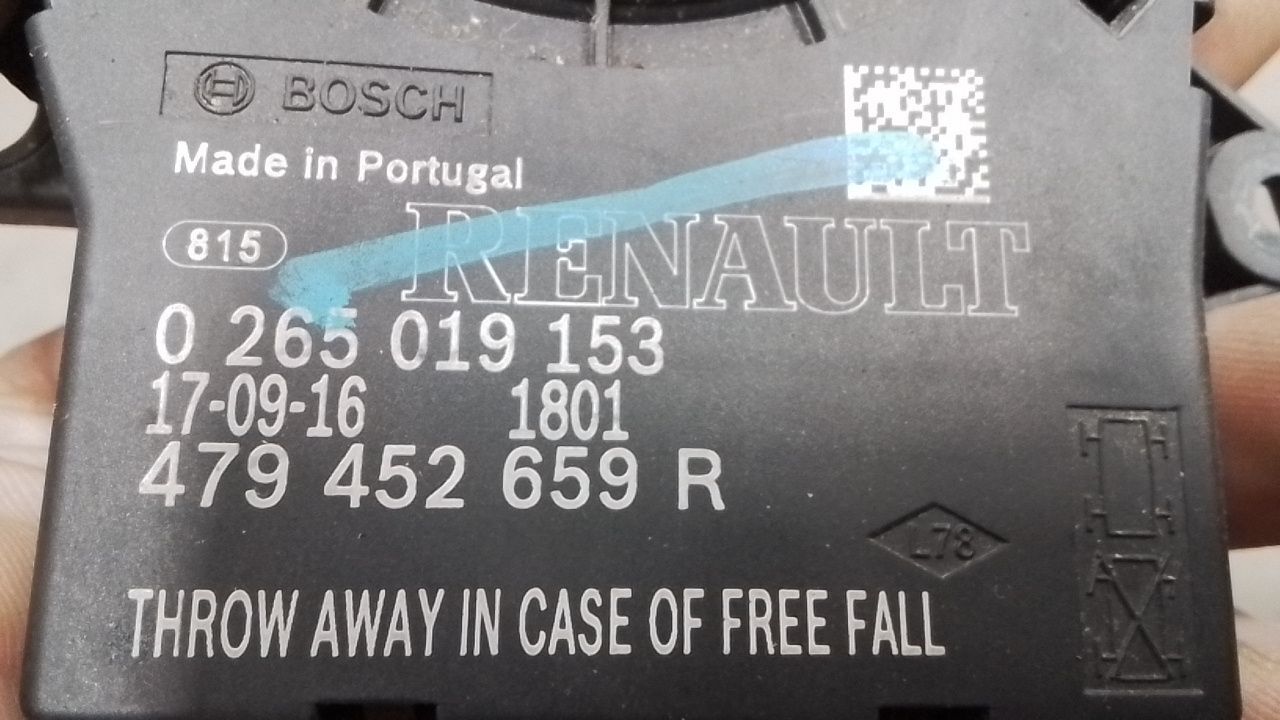 BOSCH
Made in Portugal
815
RENAULT
0 265 019 153
17-09-16 1801
479 452 659 R
L78
THROW AWAY IN CASE OF FREE FALL